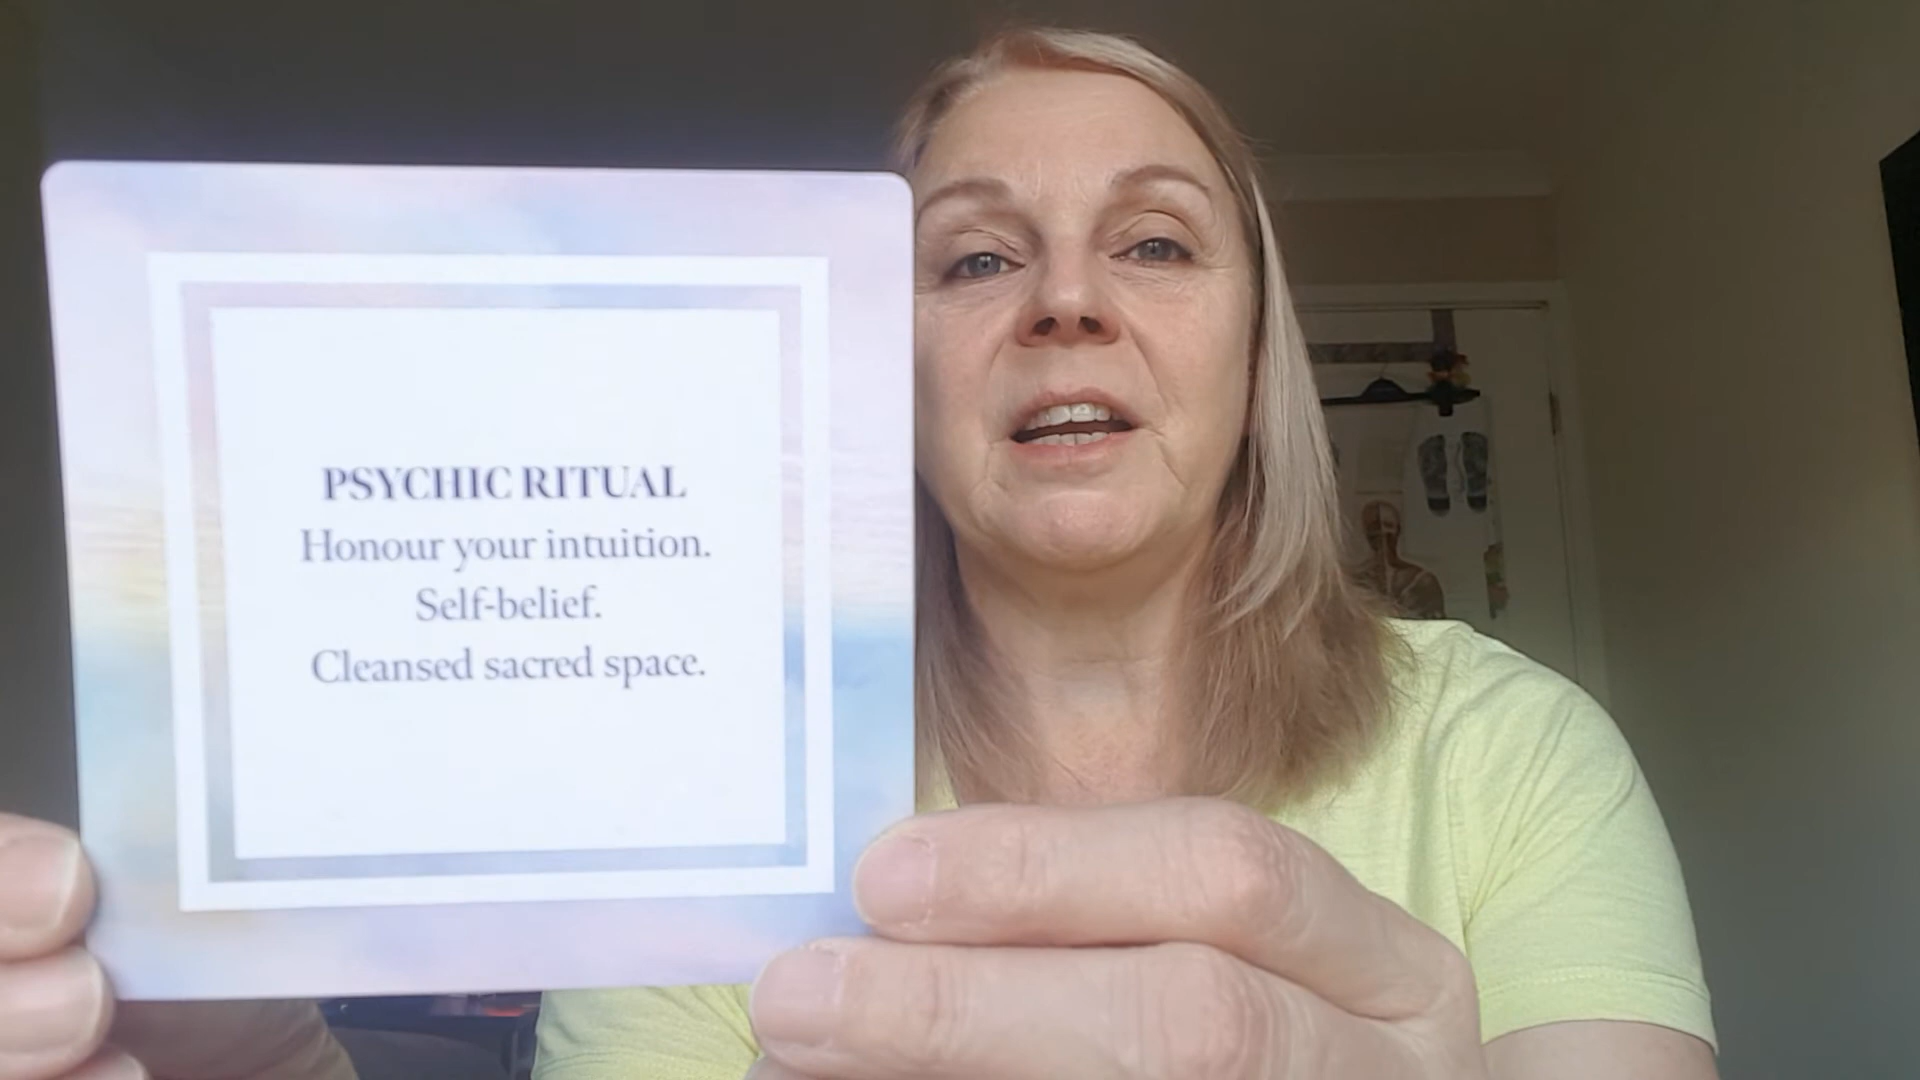 PSYCHIC RITUAL
Honour your intuition.
Self-belief.
Cleansed sacred space.